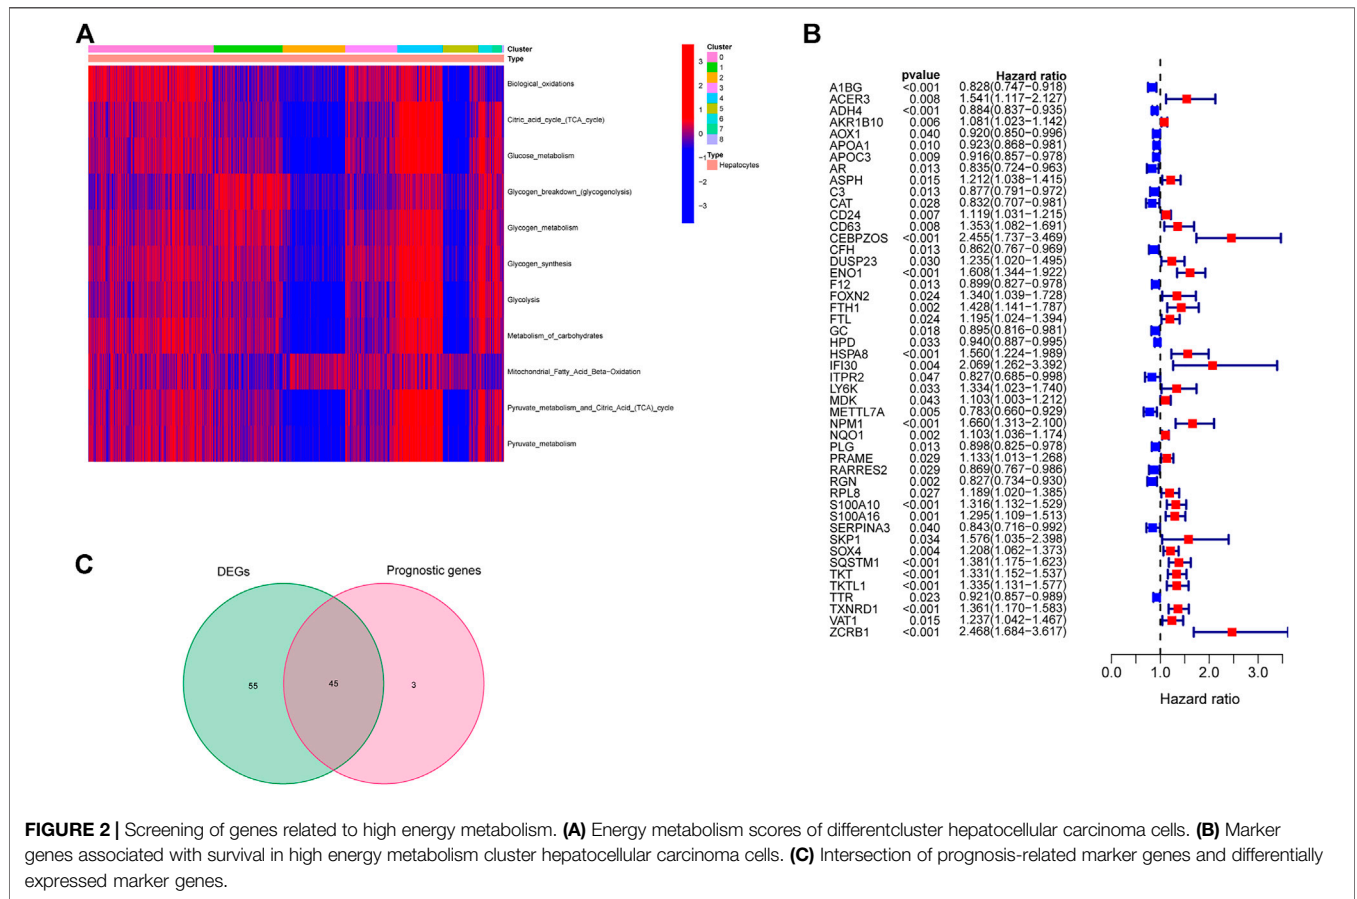 A
Cluster
Type
Biological_oxidations
Citric_acid_cycle_(TCA_cycle)
Glucose_metabolism
Glycogen_breakdown_(glycogenolysis)
Glycogen_metabolism
Glycogen_synthesis
Glycolysis
Metabolism_of_carbohydrates
Mitochondrial_Fatty_Acid_Beta-Oxidation
Pyruvate_metabolism_and_Citric_Acid_(TCA)_cycle
Pyruvate_metabolism
3
2
1
0
−1
−2
−3
Cluster
0
1
2
3
4
5
6
7
8
Type
Hepatocytes
B
pvalue Hazard ratio
A1BG <0.001 0.828(0.747−0.918)
ACER3 0.008 1.541(1.117−2.127)
ADH4 <0.001 0.884(0.837−0.935)
AKR1B10 0.006 1.081(1.023−1.142)
AOX1 0.040 0.920(0.850−0.996)
APOA1 0.010 0.923(0.868−0.981)
APOC3 0.009 0.916(0.857−0.978)
AR 0.013 0.835(0.724−0.963)
ASPH 0.015 1.212(1.038−1.415)
C3 0.013 0.877(0.791−0.972)
CAT 0.028 0.832(0.707−0.981)
CD24 0.007 1.119(1.031−1.215)
CD63 0.008 1.353(1.082−1.691)
CEBPZOS <0.001 2.455(1.737−3.469)
CFH 0.013 0.862(0.767−0.969)
DUSP23 0.030 1.235(1.020−1.495)
ENO1 <0.001 1.608(1.344−1.922)
F12 0.013 0.899(0.827−0.978)
FOXN2 0.024 1.340(1.039−1.728)
FTH1 0.002 1.428(1.141−1.787)
FTL 0.024 1.195(1.024−1.394)
GC 0.018 0.895(0.816−0.981)
HPD 0.033 0.940(0.887−0.995)
HSPA8 <0.001 1.560(1.224−1.989)
IFI30 0.004 2.069(1.262−3.392)
ITPR2 0.047 0.827(0.685−0.998)
LY6K 0.033 1.334(1.023−1.740)
MDK 0.043 1.103(1.003−1.212)
METTL7A 0.005 0.783(0.660−0.929)
NPM1 <0.001 1.660(1.313−2.100)
NQO1 0.002 1.103(1.036−1.174)
PLG 0.013 0.898(0.825−0.978)
PRAME 0.029 1.133(1.013−1.268)
RARRES2 0.029 0.869(0.767−0.986)
RGN 0.002 0.827(0.734−0.930)
RPL8 0.027 1.189(1.020−1.385)
S100A10 <0.001 1.316(1.132−1.529)
S100A16 0.001 1.295(1.109−1.513)
SERPINA3 0.040 0.843(0.716−0.992)
SKP1 0.034 1.576(1.035−2.398)
SOX4 0.004 1.208(1.062−1.373)
SQSTM1 <0.001 1.381(1.175−1.623)
TKT <0.001 1.331(1.152−1.537)
TKTL1 <0.001 1.335(1.131−1.577)
TTR 0.023 0.921(0.857−0.989)
TXNRD1 <0.001 1.361(1.170−1.583)
VAT1 0.015 1.237(1.042−1.467)
ZCRB1 <0.001 2.468(1.684−3.617)
0.0 1.0 2.0 3.0
Hazard ratio
C
DEGs Prognostic genes
55 45 3
FIGURE 2 | Screening of genes related to high energy metabolism. (A) Energy metabolism scores of differentcluster hepatocellular carcinoma cells. (B) Marker
genes associated with survival in high energy metabolism cluster hepatocellular carcinoma cells. (C) Intersection of prognosis-related marker genes and differentially
expressed marker genes.